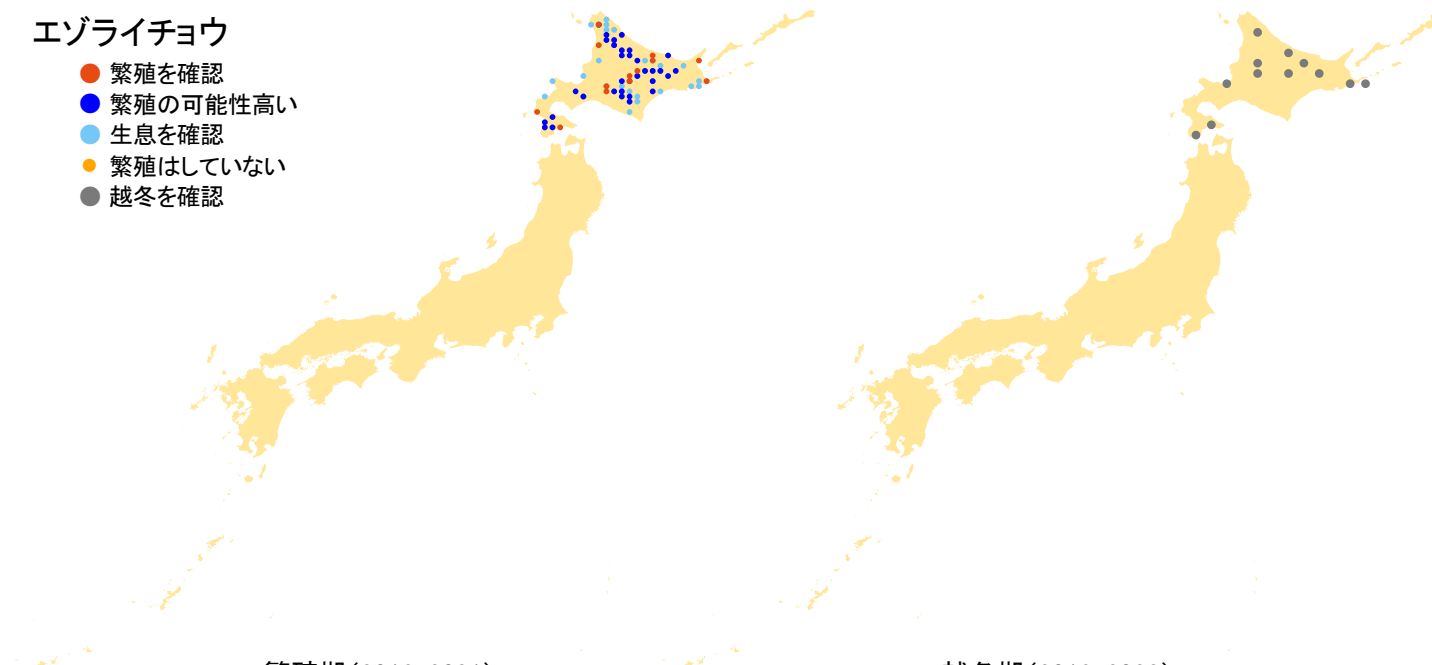 エゾライチョウ
繁殖を確認
繁殖の可能性高い
生息を確認
繁殖はしていない
越冬を確認